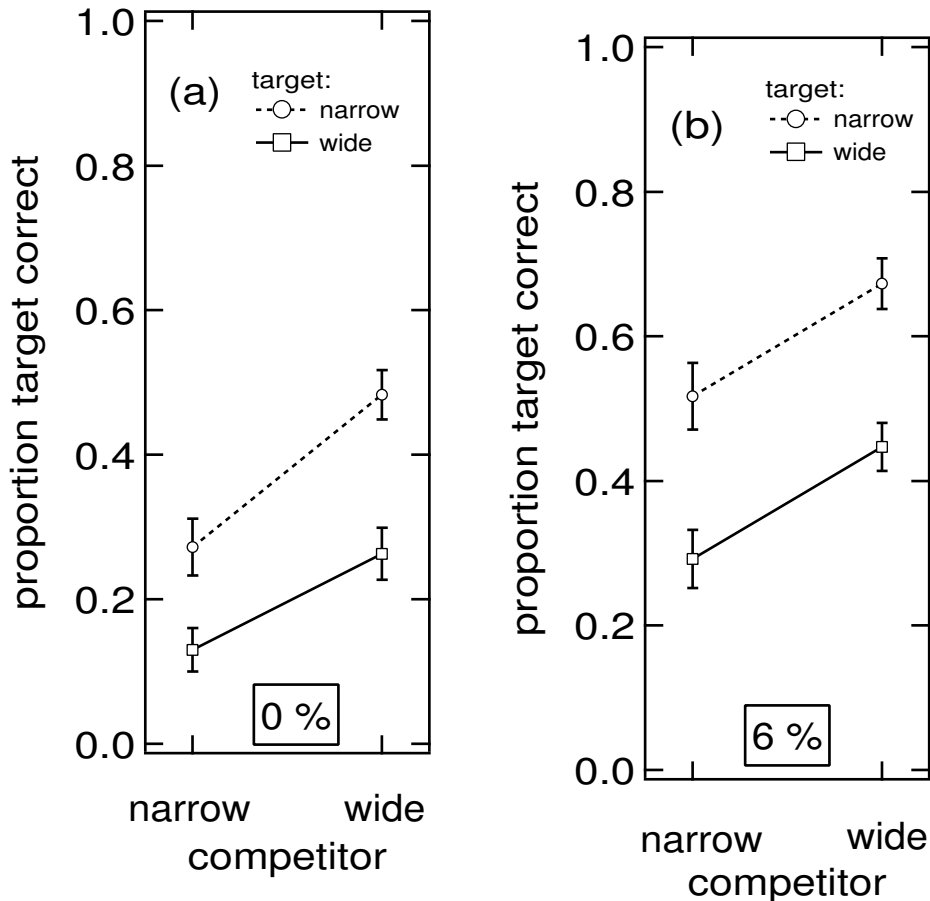 1.0
(a)
target:
narrow
wide
0.8
0.6
0.4
0.2
0.0
proportion target correct
0 %
narrow wide
competitor
1.0
(b)
target:
narrow
wide
0.8
0.6
0.4
0.2
0.0
proportion target correct
6 %
narrow wide
competitor